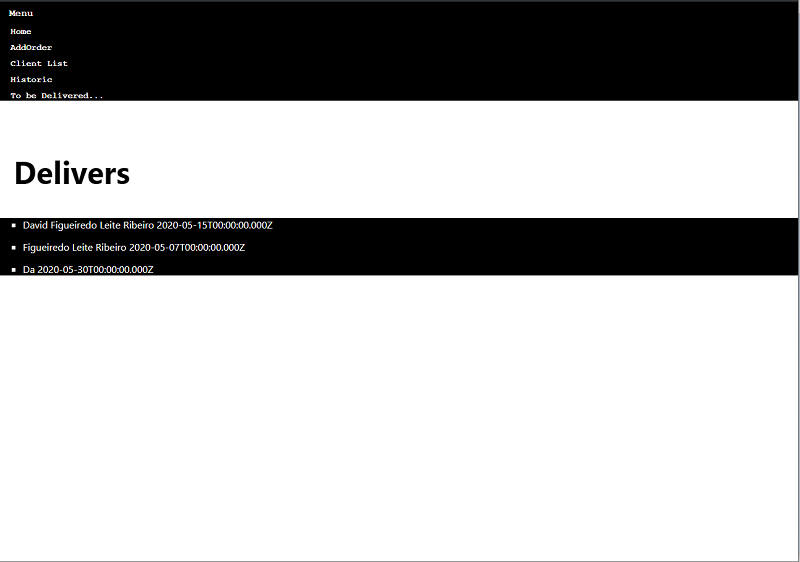 Menu
Home
AddOrder
Client List
Historic
To be Delivered...
Delivers
David Figueiredo Leite Ribeiro 2020-05-15T00:00:00.000Z
Figueiredo Leite Ribeiro 2020-05-07T00:00:00.000Z
Da 2020-05-30T00:00:00.000Z